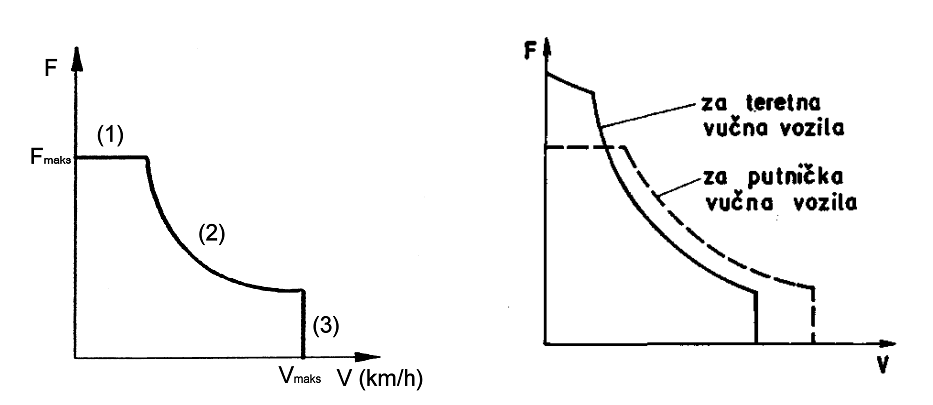 F
(1)
Fmaks
(2)
(3)
Vmaks V (km/h)
F
za teretna
vučna vozila
za putnička
vučna vozila
V